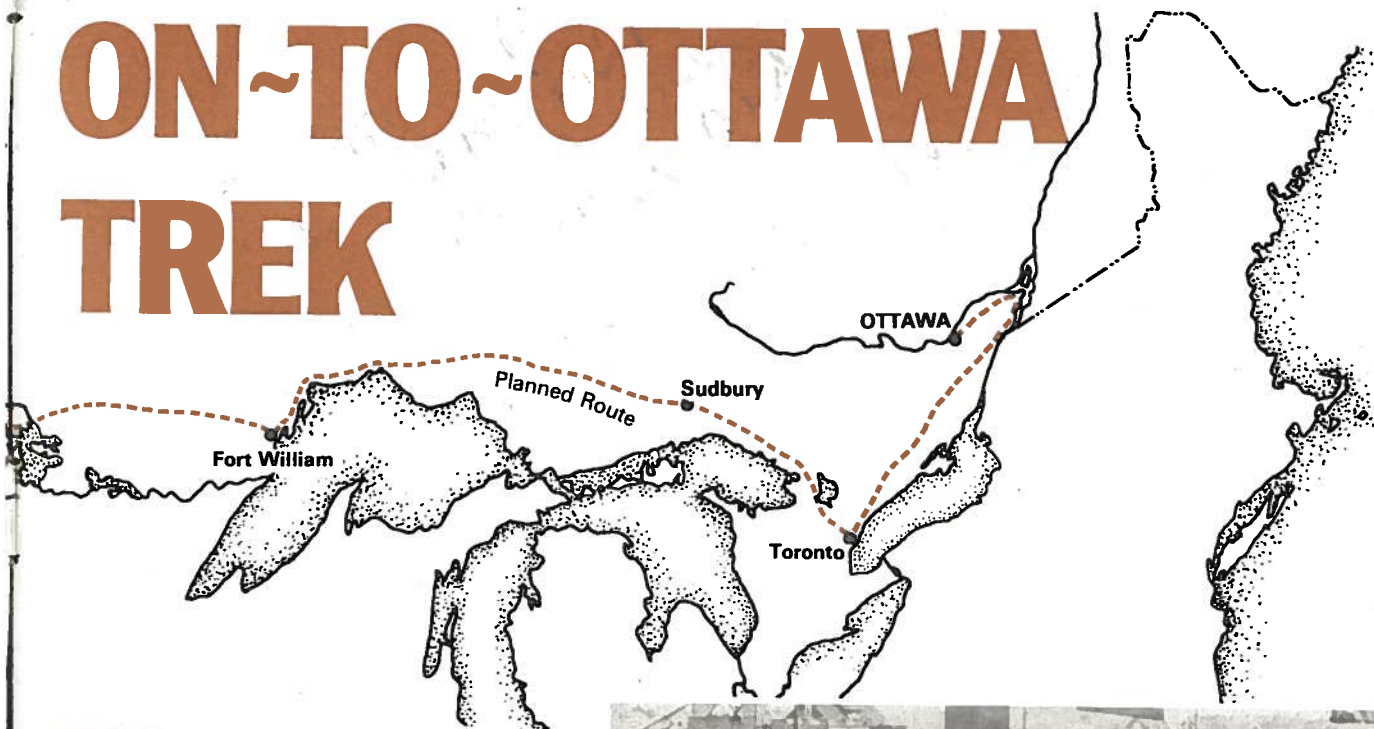 ON~TO~OTTAWA
TREK
OTTAWA
Planned Route
Sudbury
Fort William
Toronto